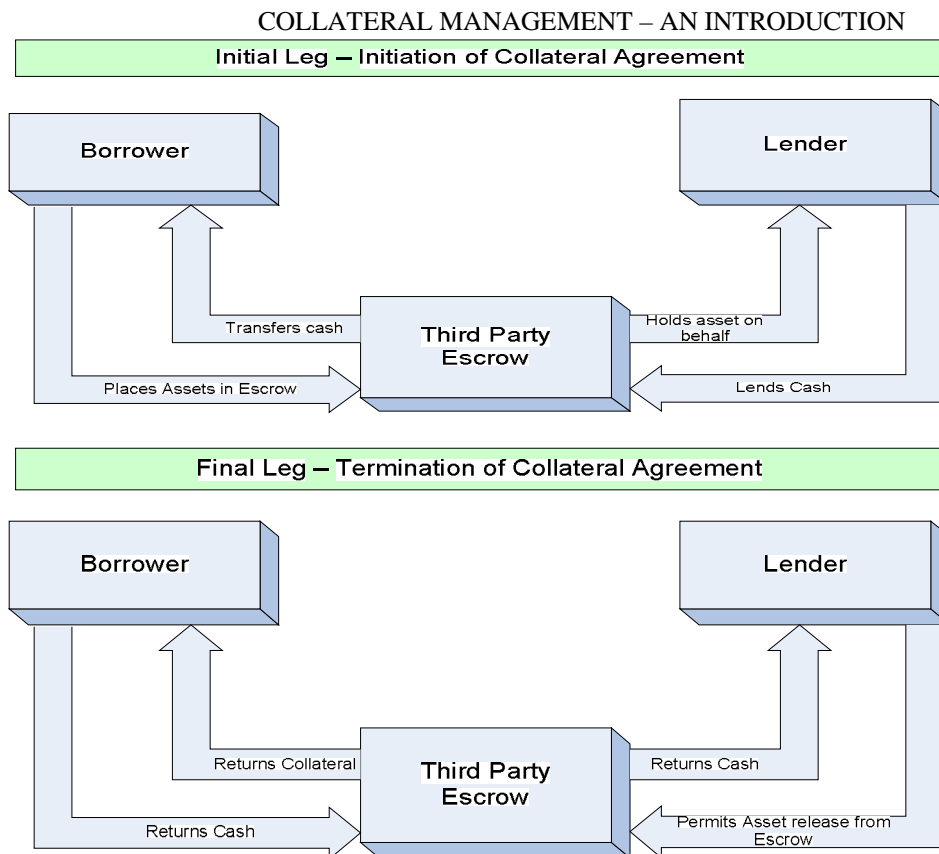 COLLATERAL MANAGEMENT – AN INTRODUCTION
Initial Leg – Initiation of Collateral Agreement
Borrower
Lender
Transfers cash
Third Party
Escrow
Holds asset on
behalf
Places Assets in Escrow
Lends Cash
Final Leg – Termination of Collateral Agreement
Borrower
Lender
Returns Collateral
Third Party
Escrow
Returns Cash
Returns Cash
Permits Asset release from
Escrow